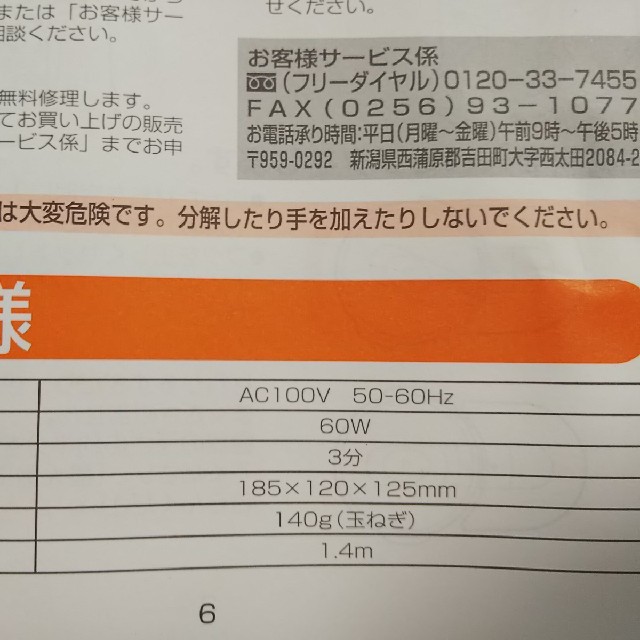 または「お客様サー
相談ください。
無料修理します。
てお買い上げの販売
ービス係」までお申
せください。
お客様サービス係
(フリーダイヤル)0120-33-7455
FAX(0256)93-1077
お電話承り時間:平日(月曜〜金曜)午前9時〜午後5時
〒959-0292 新潟県西蒲原郡吉田町大字西太田2084-2
は大変危険です。分解したり手を加えたりしないでください。
様
AC100V 50-60Hz
60W
3分
185×120×125mm
140g(玉ねぎ)
1.4m
6